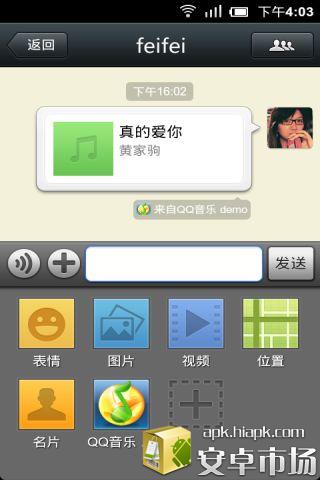 下午4:03
返回
feifei
下午16:02
真的爱你
黄家驹
来自QQ音乐 demo
发送
表情
图片
视频
位置
名片
QQ音乐...
apk.hiapk.com
安卓市场